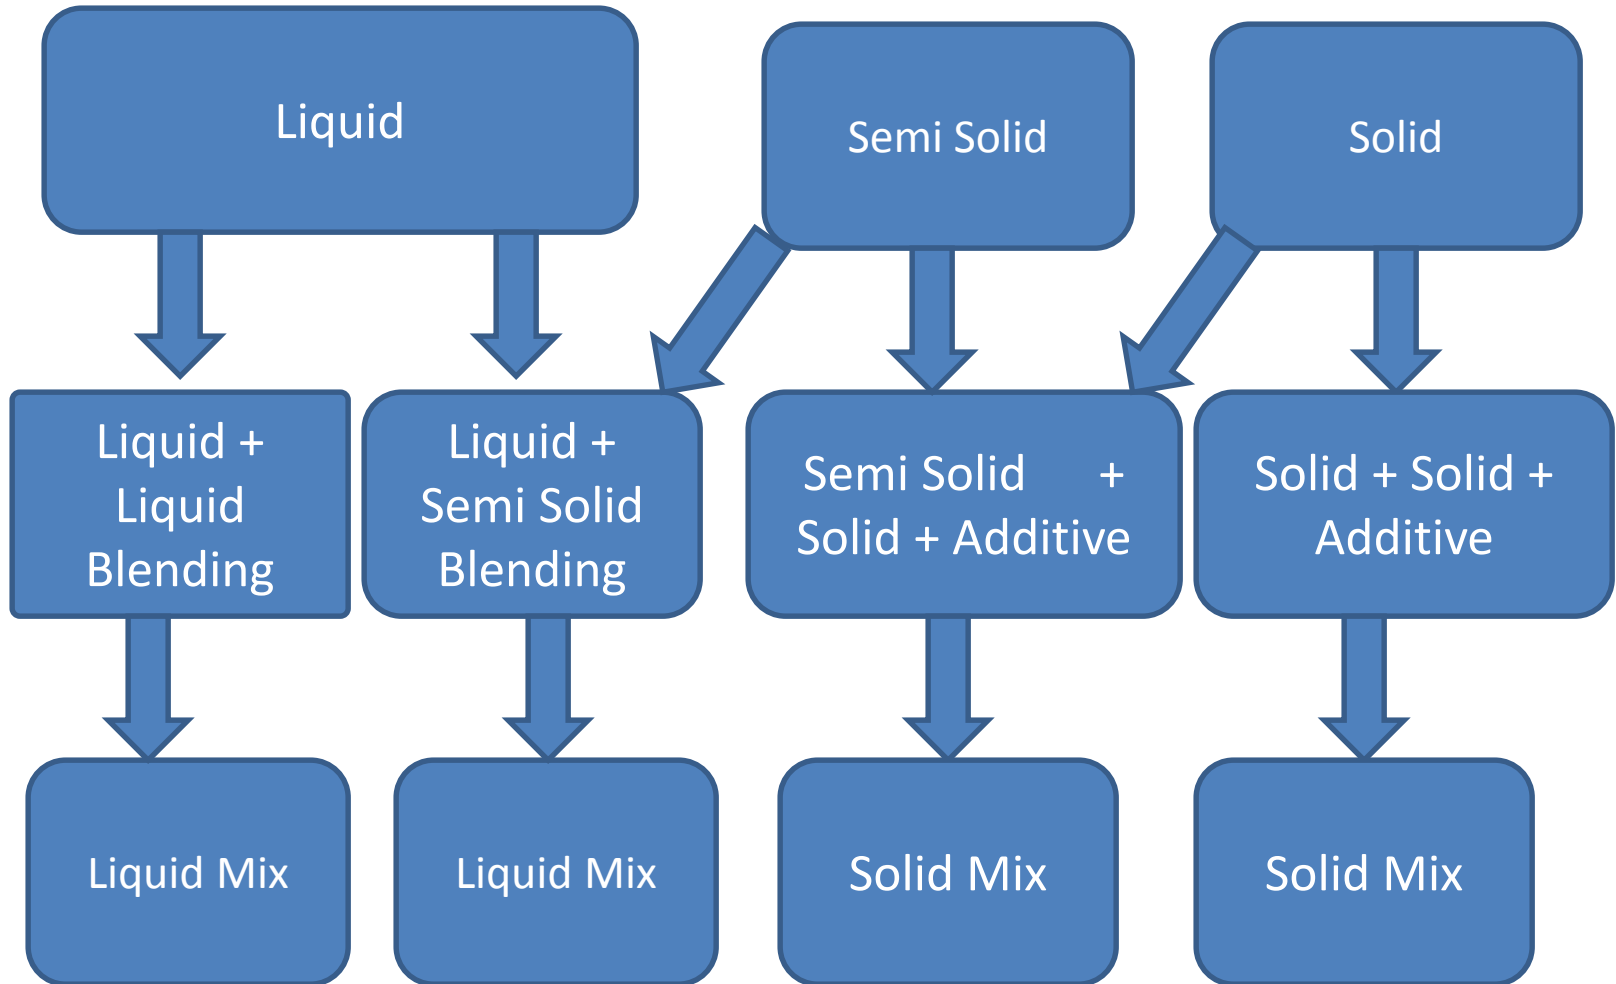 Liquid
Semi Solid
Solid
Liquid +
Liquid
Blending
Liquid +
Semi Solid
Blending
Semi Solid +
Solid + Additive
Solid + Solid +
Additive
Liquid Mix
Liquid Mix
Solid Mix
Solid Mix